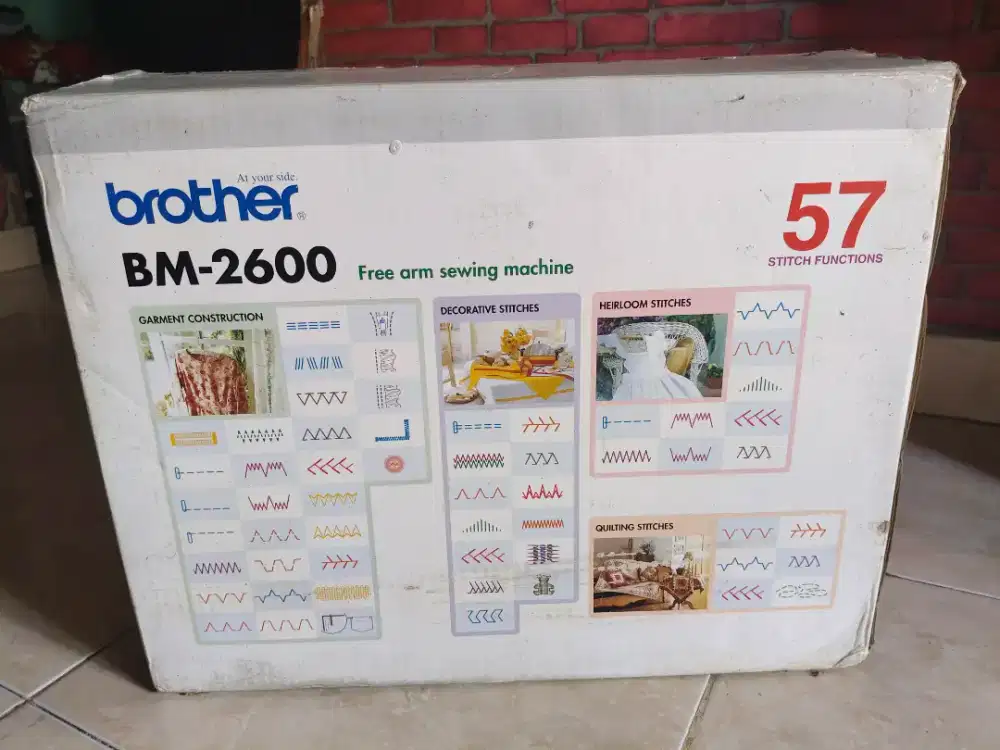 At your side.
brother®
57
STITCH FUNCTIONS
BM-2600 Free arm sewing machine
GARMENT CONSTRUCTION
DECORATIVE STITCHES
HEIRLOOM STITCHES
QUILTING STITCHES